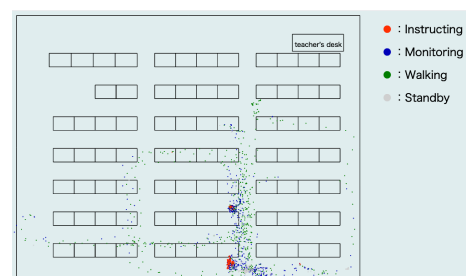 teacher's desk
: Instructing
: Monitoring
: Walking
: Standby